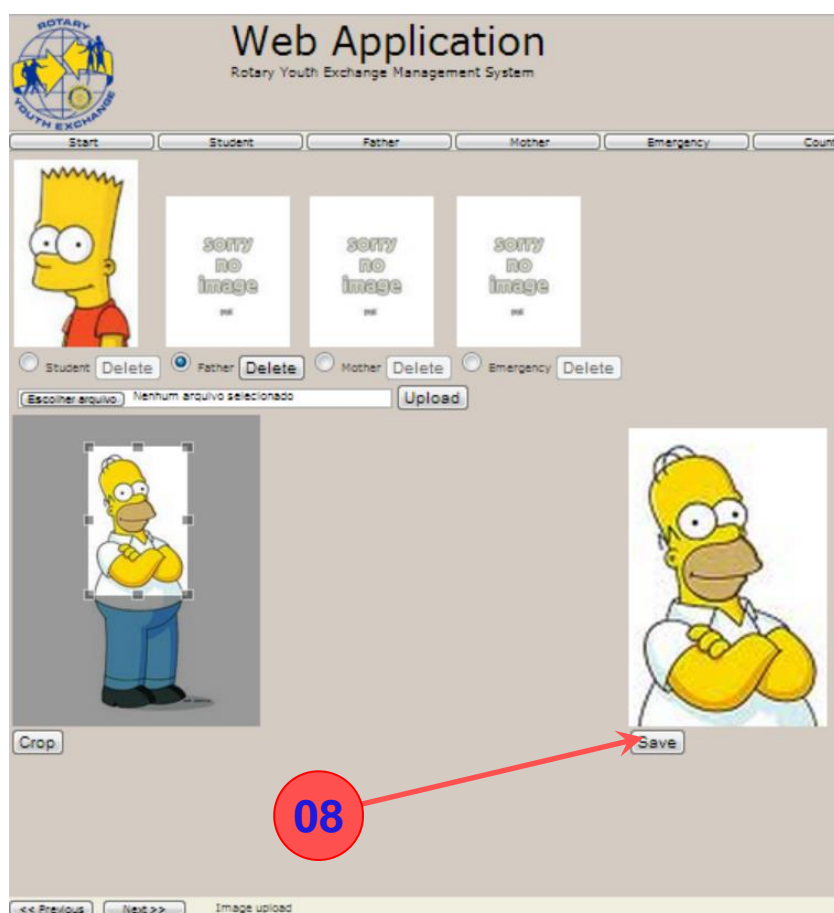 ROTARY
YOUTH EXCHANGE
Web Application
Rotary Youth Exchange Management System
Start Student Father Mother Emergency Coun
sorry no image
sorry no image
sorry no image
Student Delete Father Delete Mother Delete Emergency Delete
Escolher arquivo Nenhum arquivo selecionado Upload
Crop Save
08
<< Previous Next >> Image upload